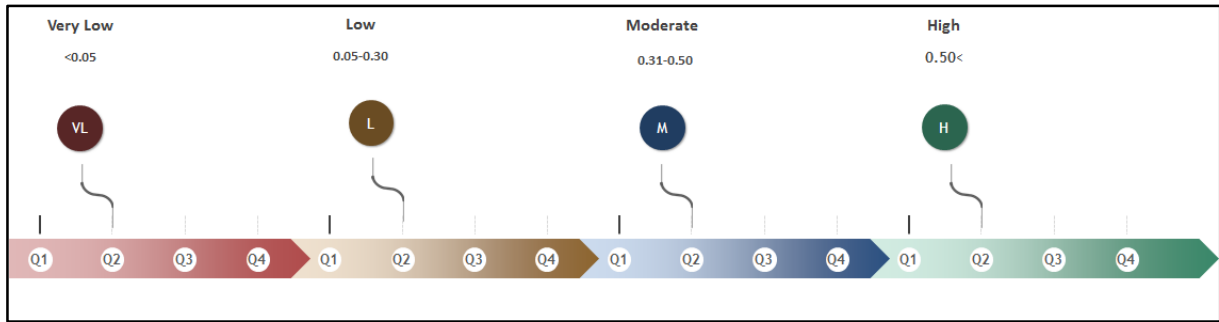 Very Low Low Moderate High
<0.05 0.05-0.30 0.31-0.50 0.50<
VL L M H
Q1 Q2 Q3 Q4 Q1 Q2 Q3 Q4 Q1 Q2 Q3 Q4 Q1 Q2 Q3 Q4